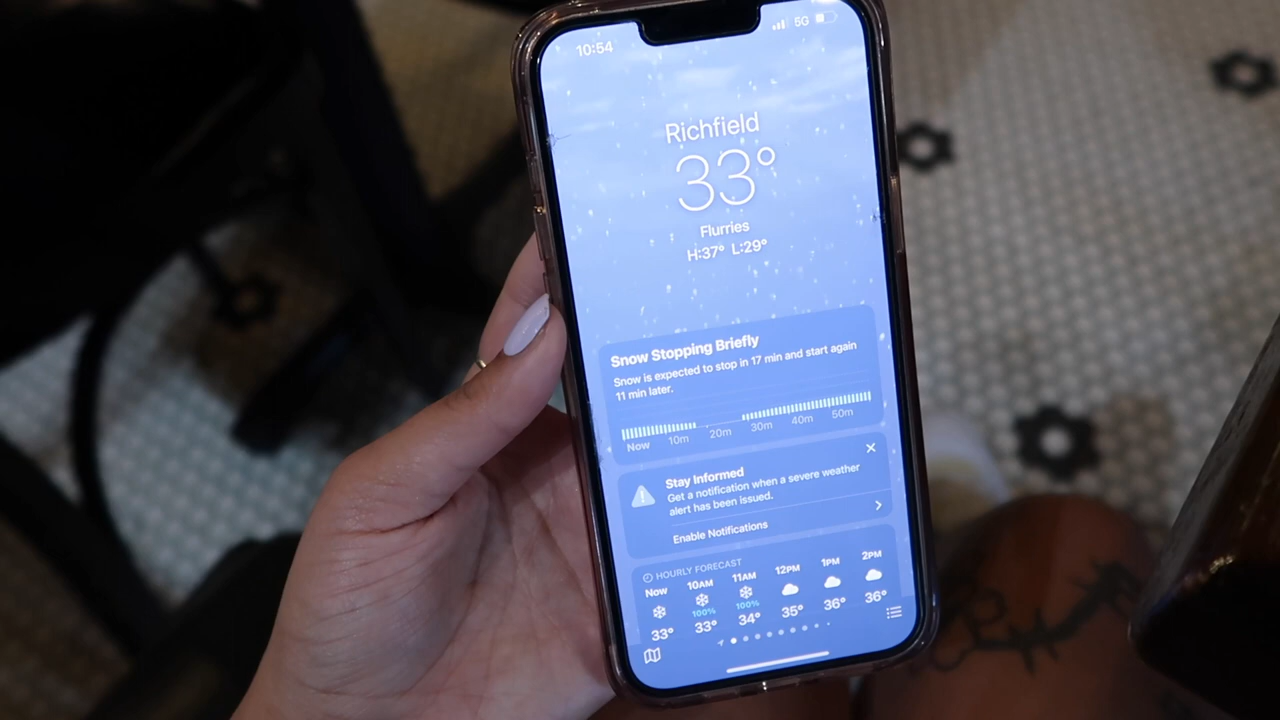 10:54 5G
Richfield
33°
Flurries
H:37° L:29°
Snow Stopping Briefly
Snow is expected to stop in 17 min and start again
11 min later.
Now 10m 20m 30m 40m 50m
Stay Informed
Get a notification when a severe weather
alert has been issued.
Enable Notifications
HOURLY FORECAST
Now 10AM 11AM 12PM 1PM 2PM
100% 100%
33° 33° 34° 35° 36° 36°